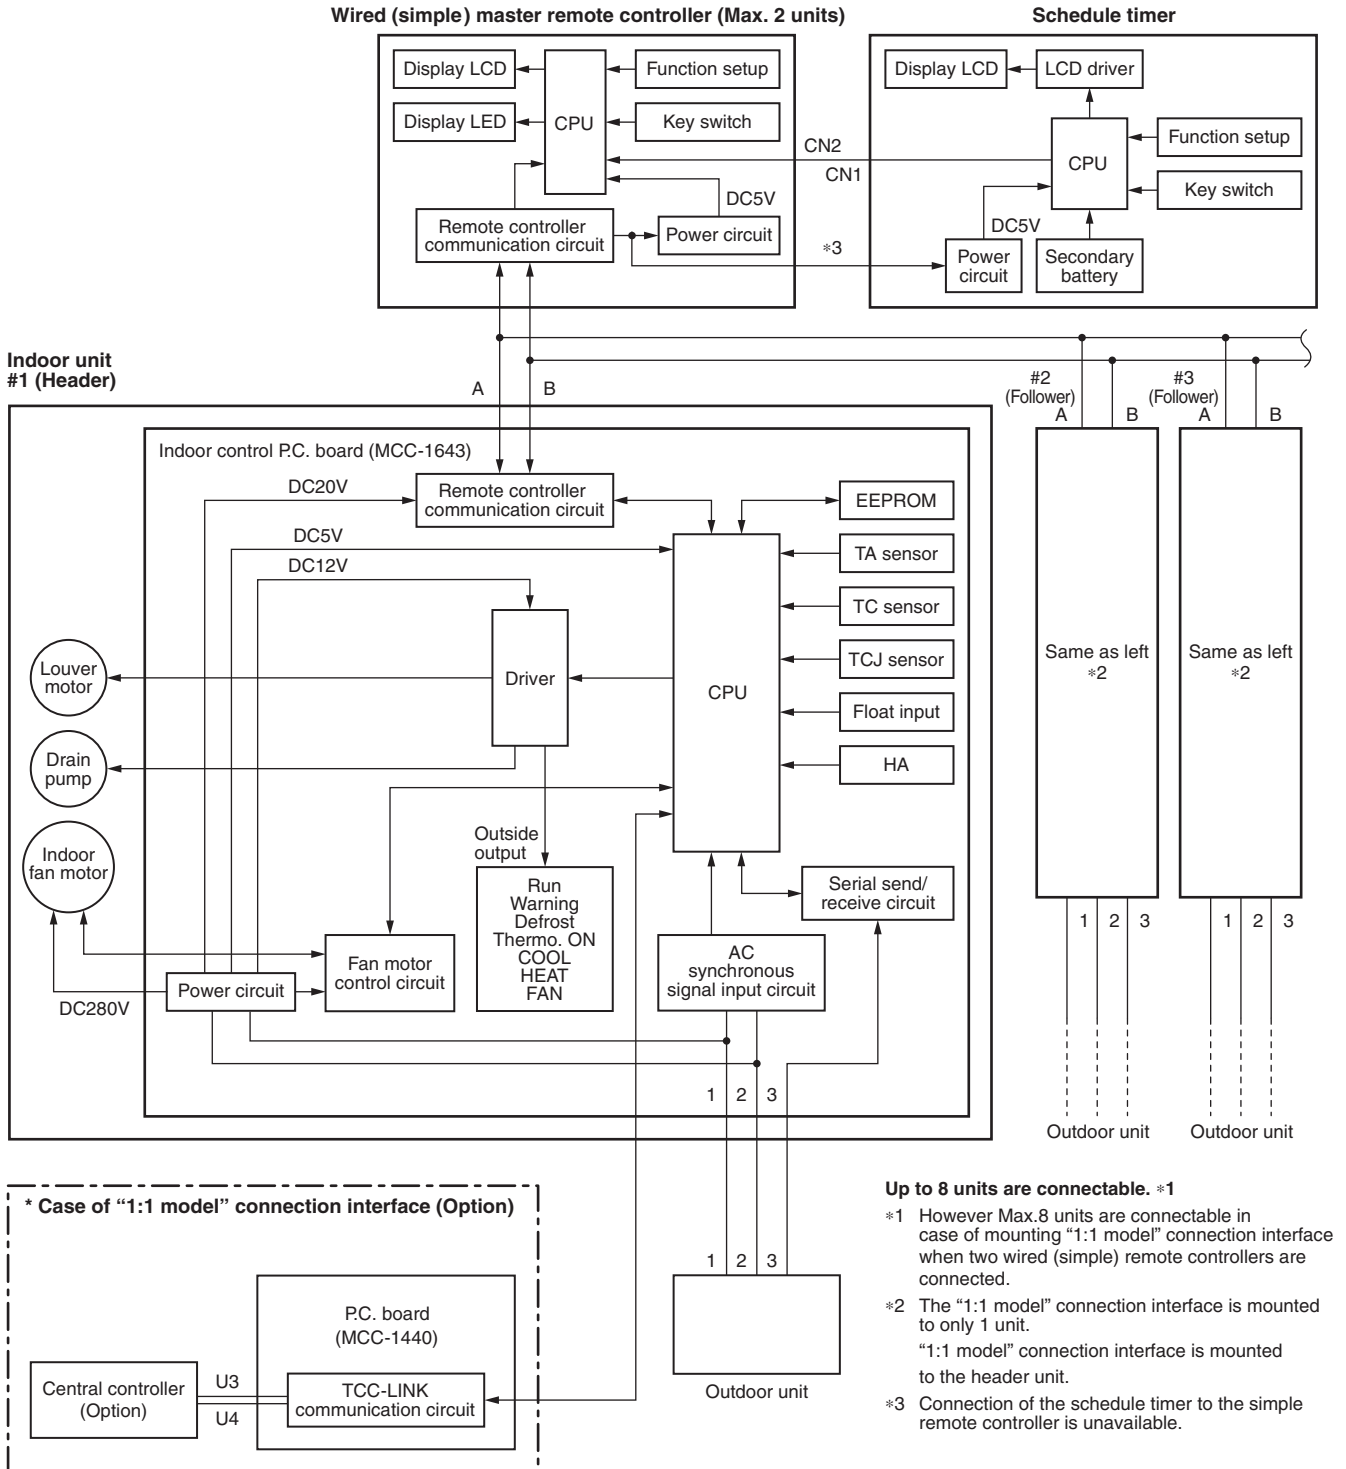 Wired (simple) master remote controller (Max. 2 units)
Schedule timer
Display LCD
Function setup
Display LED
CPU
Key switch
Remote controller
communication circuit
DC5V
Power circuit
CN2
CN1
∗3
Display LCD
LCD driver
CPU
Function setup
Key switch
DC5V
Power
circuit
Secondary
battery
Indoor unit
#1 (Header)
A
B
#2
(Follower)
A
B
#3
(Follower)
A
B
Indoor control P.C. board (MCC-1643)
DC20V
Remote controller
communication circuit
DC5V
DC12V
EEPROM
TA sensor
TC sensor
TCJ sensor
Float input
HA
CPU
Driver
Louver
motor
Drain
pump
Indoor
fan motor
Outside
output
Run
Warning
Defrost
Thermo. ON
COOL
HEAT
FAN
Serial send/
receive circuit
AC
synchronous
signal input circuit
Fan motor
control circuit
Power circuit
DC280V
1 2 3
Same as left
∗2
Same as left
∗2
1 2 3
1 2 3
Outdoor unit
Outdoor unit
* Case of “1:1 model” connection interface (Option)
P.C. board
(MCC-1440)
Central controller
(Option)
U3
U4
TCC-LINK
communication circuit
1 2 3
Outdoor unit
Up to 8 units are connectable. ∗1
∗1 However Max.8 units are connectable in
case of mounting “1:1 model” connection interface
when two wired (simple) remote controllers are
connected.
∗2 The “1:1 model” connection interface is mounted
to only 1 unit.
“1:1 model” connection interface is mounted
to the header unit.
∗3 Connection of the schedule timer to the simple
remote controller is unavailable.